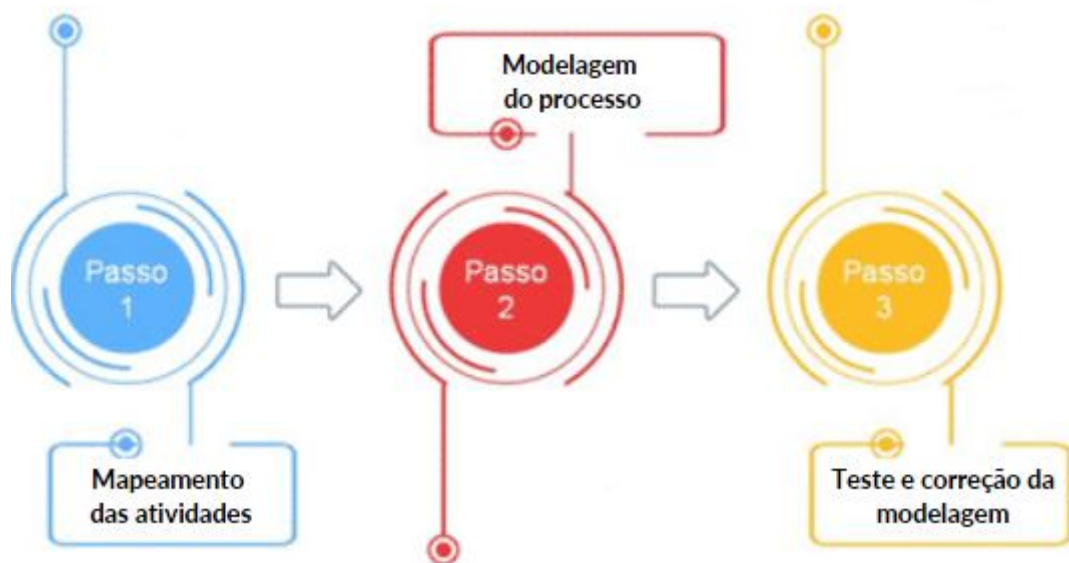 Passo
1
Mapeamento
das atividades
Modelagem
do processo
Passo
2
Passo
3
Teste e correção da
modelagem